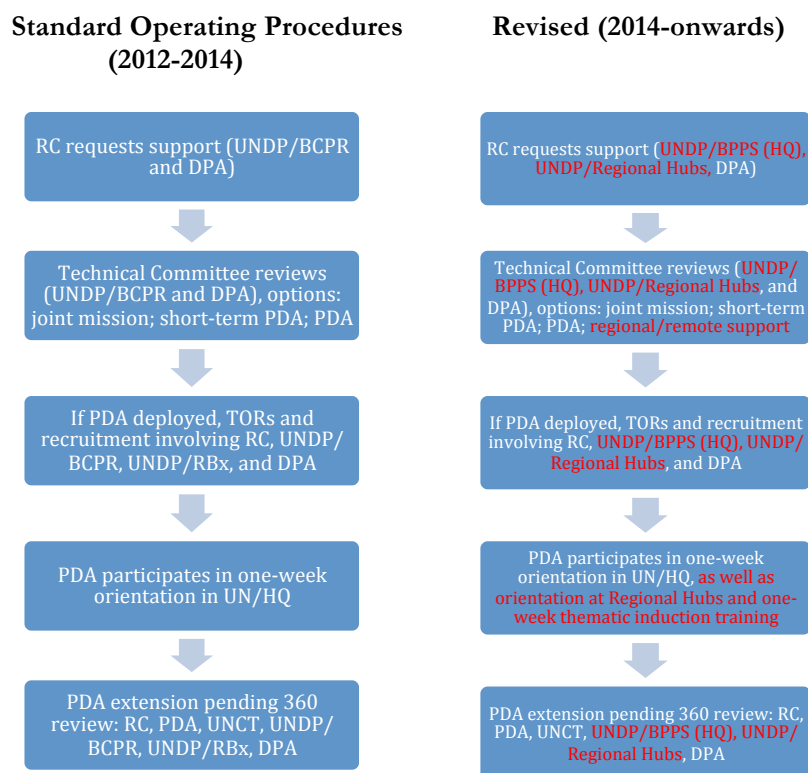 Standard Operating Procedures
(2012-2014)
RC requests support (UNDP/BCPR
and DPA)
Technical Committee reviews
(UNDP/BCPR and DPA), options:
joint mission; short-term PDA; PDA
If PDA deployed, TORs and
recruitment involving RC, UNDP/
BCPR, UNDP/RBx, and DPA
PDA participates in one-week
orientation in UN/HQ
PDA extension pending 360
review: RC, PDA, UNCT, UNDP/
BCPR, UNDP/RBx, DPA
Revised (2014-onwards)
RC requests support (UNDP/BPPS (HQ),
UNDP/Regional Hubs, DPA)
Technical Committee reviews (UNDP/
BPPS (HQ), UNDP/Regional Hubs, and
DPA), options: joint mission; short-term
PDA; PDA; regional/remote support
If PDA deployed, TORs and recruitment
involving RC, UNDP/BPPS (HQ), UNDP/
Regional Hubs, and DPA
PDA participates in one-week
orientation in UN/HQ, as well as
orientation at Regional Hubs and one-
week thematic induction training
PDA extension pending 360 review: RC,
PDA, UNCT, UNDP/BPPS (HQ), UNDP/
Regional Hubs, DPA